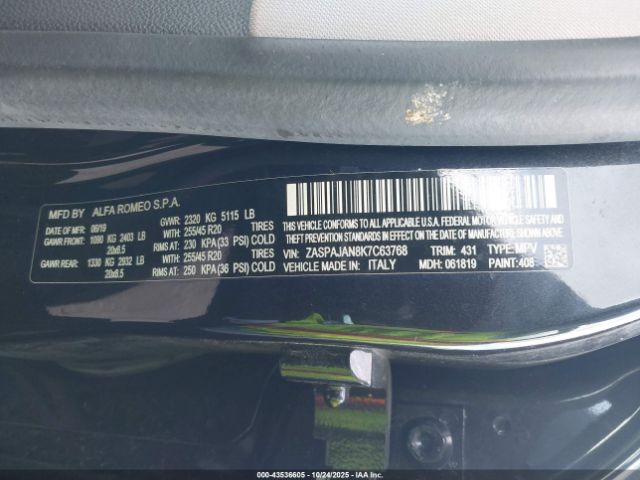 MFD BY ALFA ROMEO S.P.A.
DATE OF MFR: 06/19 GVWR: 2320 KG 5115 LB
GAWR FRONT: 1090 KG 2403 LB WITH: 255/45 R20 TIRES
20x8.5 RIMS AT: 230 KPA(33 PSI) COLD
GAWR REAR: 1330 KG 2932 LB WITH: 255/45 R20 TIRES
20x8.5 RIMS AT: 250 KPA(36 PSI) COLD
THIS VEHICLE CONFORMS TO ALL APPLICABLE U.S.A. FEDERAL MOTOR VEHICLE SAFETY, BUMPER, AND
THEFT PREVENTION STANDARDS IN EFFECT ON THE DATE OF MANUFACTURE SHOWN ABOVE.
VIN: ZASPAJAN8K7C63768 TRIM: 431 TYPE: MPV
VEHICLE MADE IN: ITALY MDH: 061819 PAINT: 408
000-43536605 - 10/24/2025 - IAAI.COM